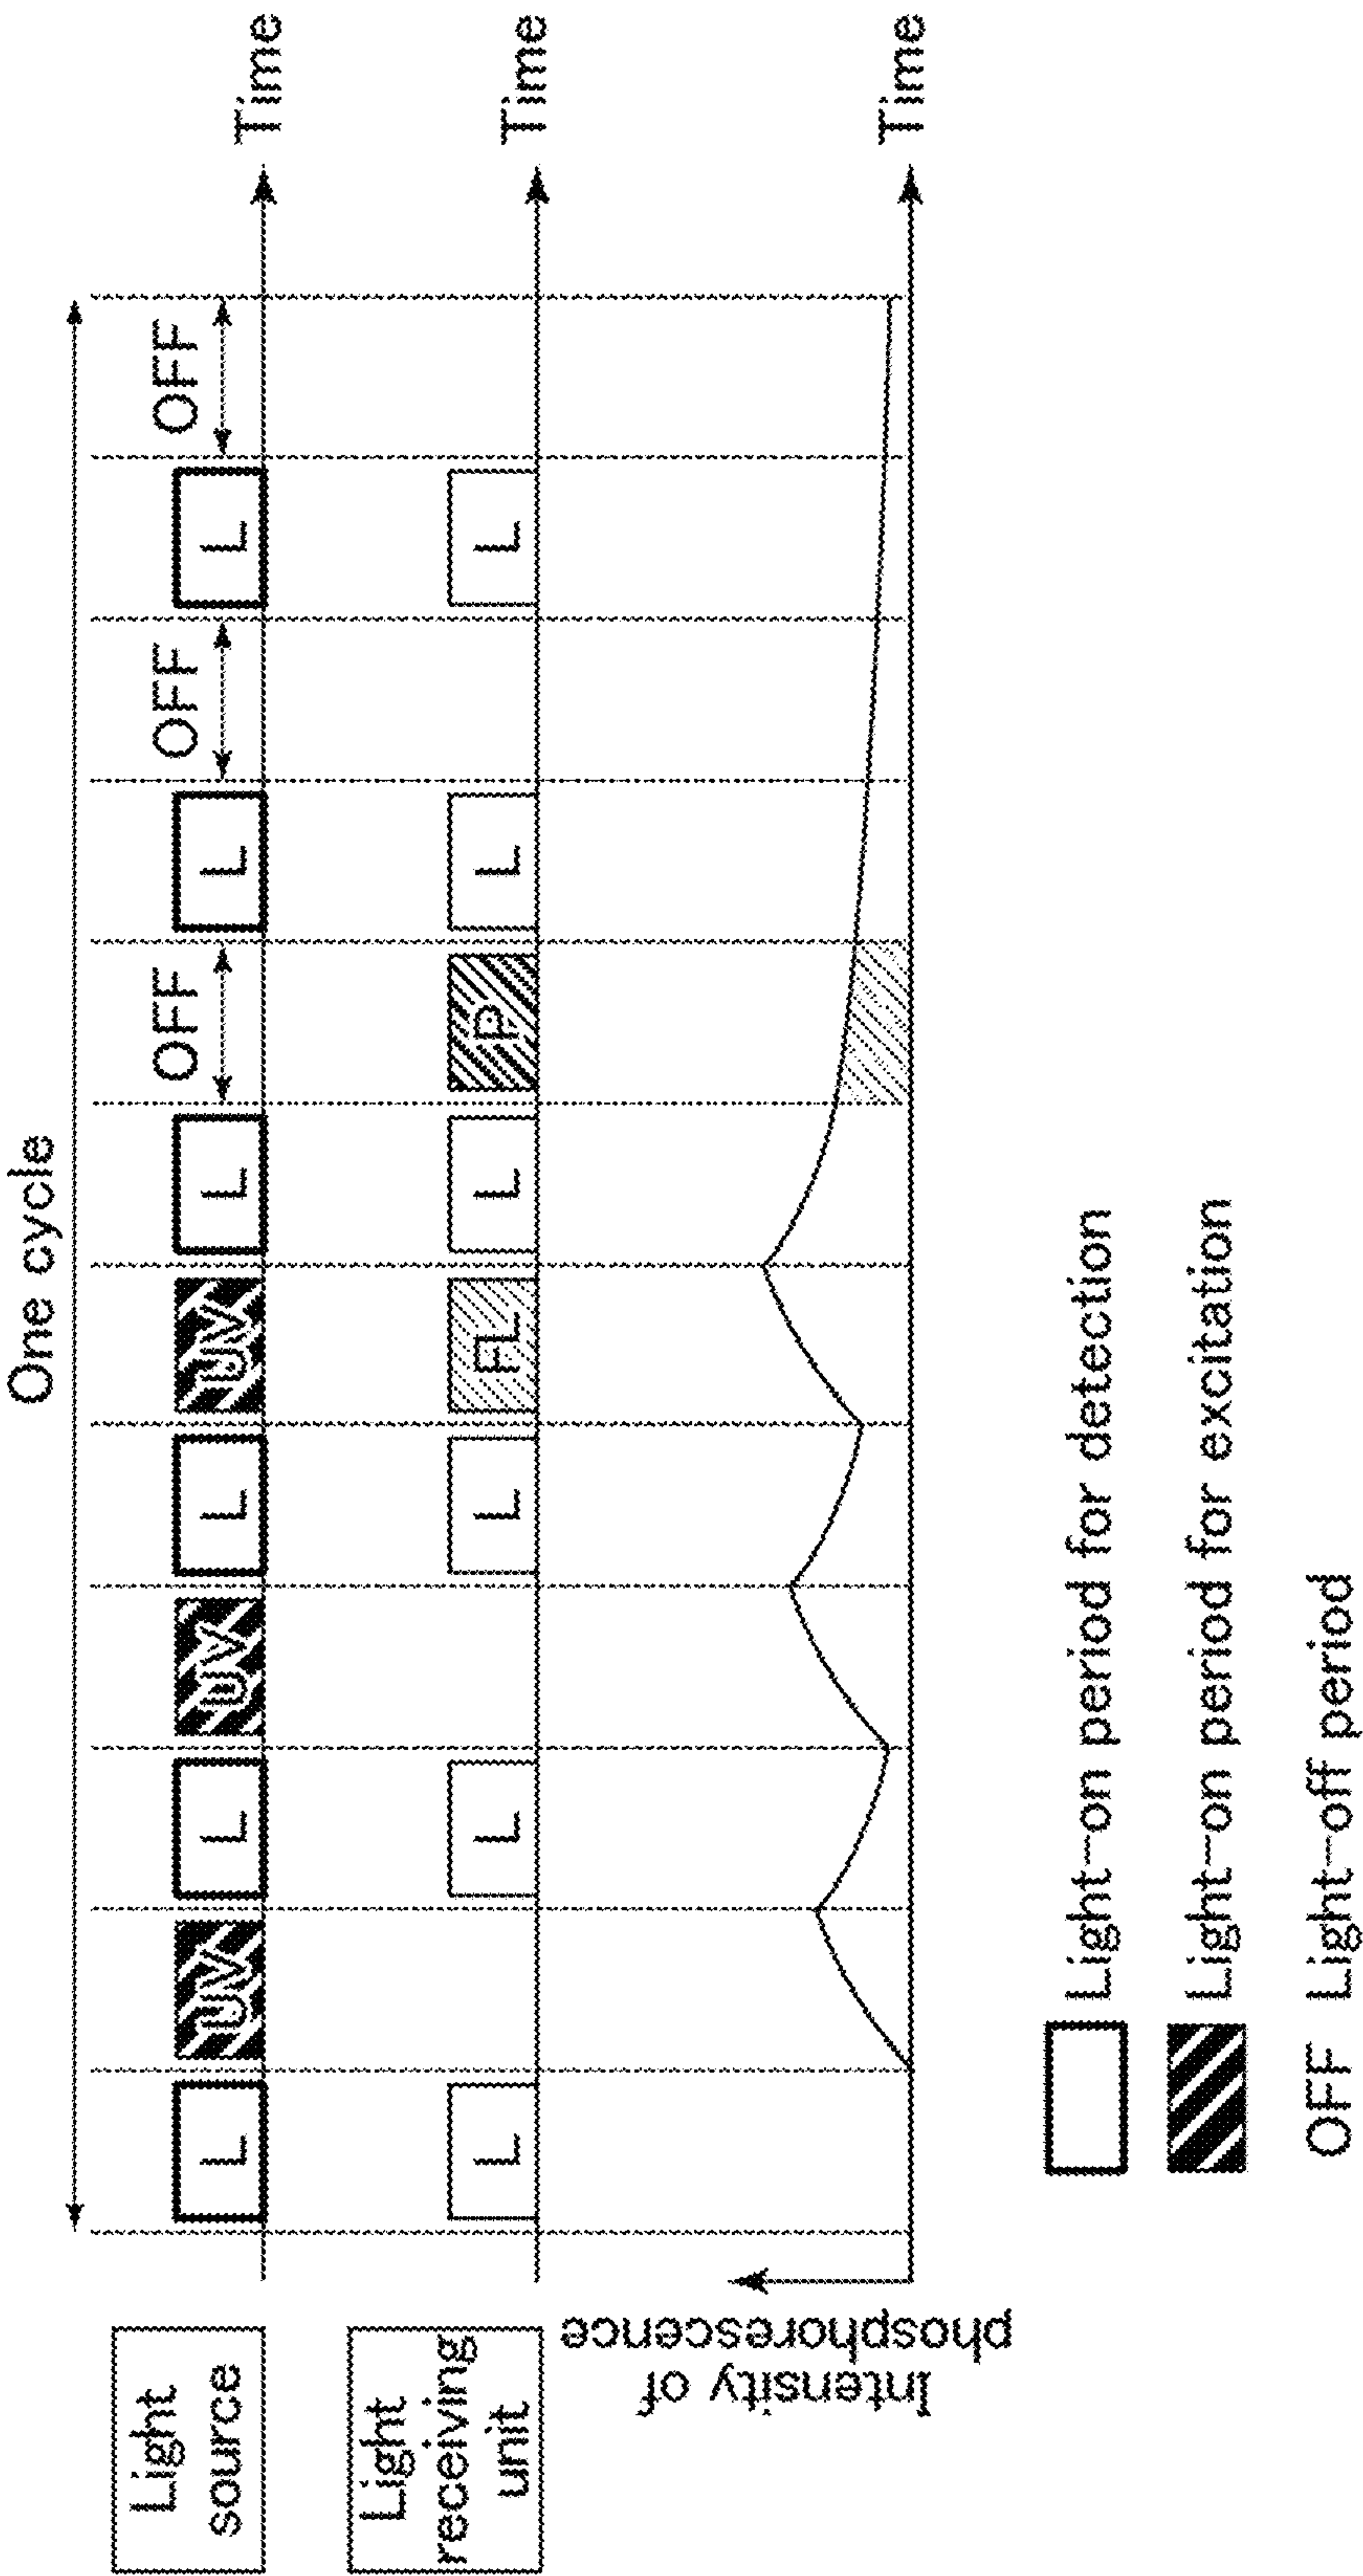 One cycle
Light
source
L
UV
L
UV
L
UV
L
OFF
L
OFF
L
OFF
Time
Light
receiving
unit
L
L
L
FL
L
P
L
L
Time
Intensity of
phosphorescence
Time
Light-on period for detection
Light-on period for excitation
OFF Light-off period